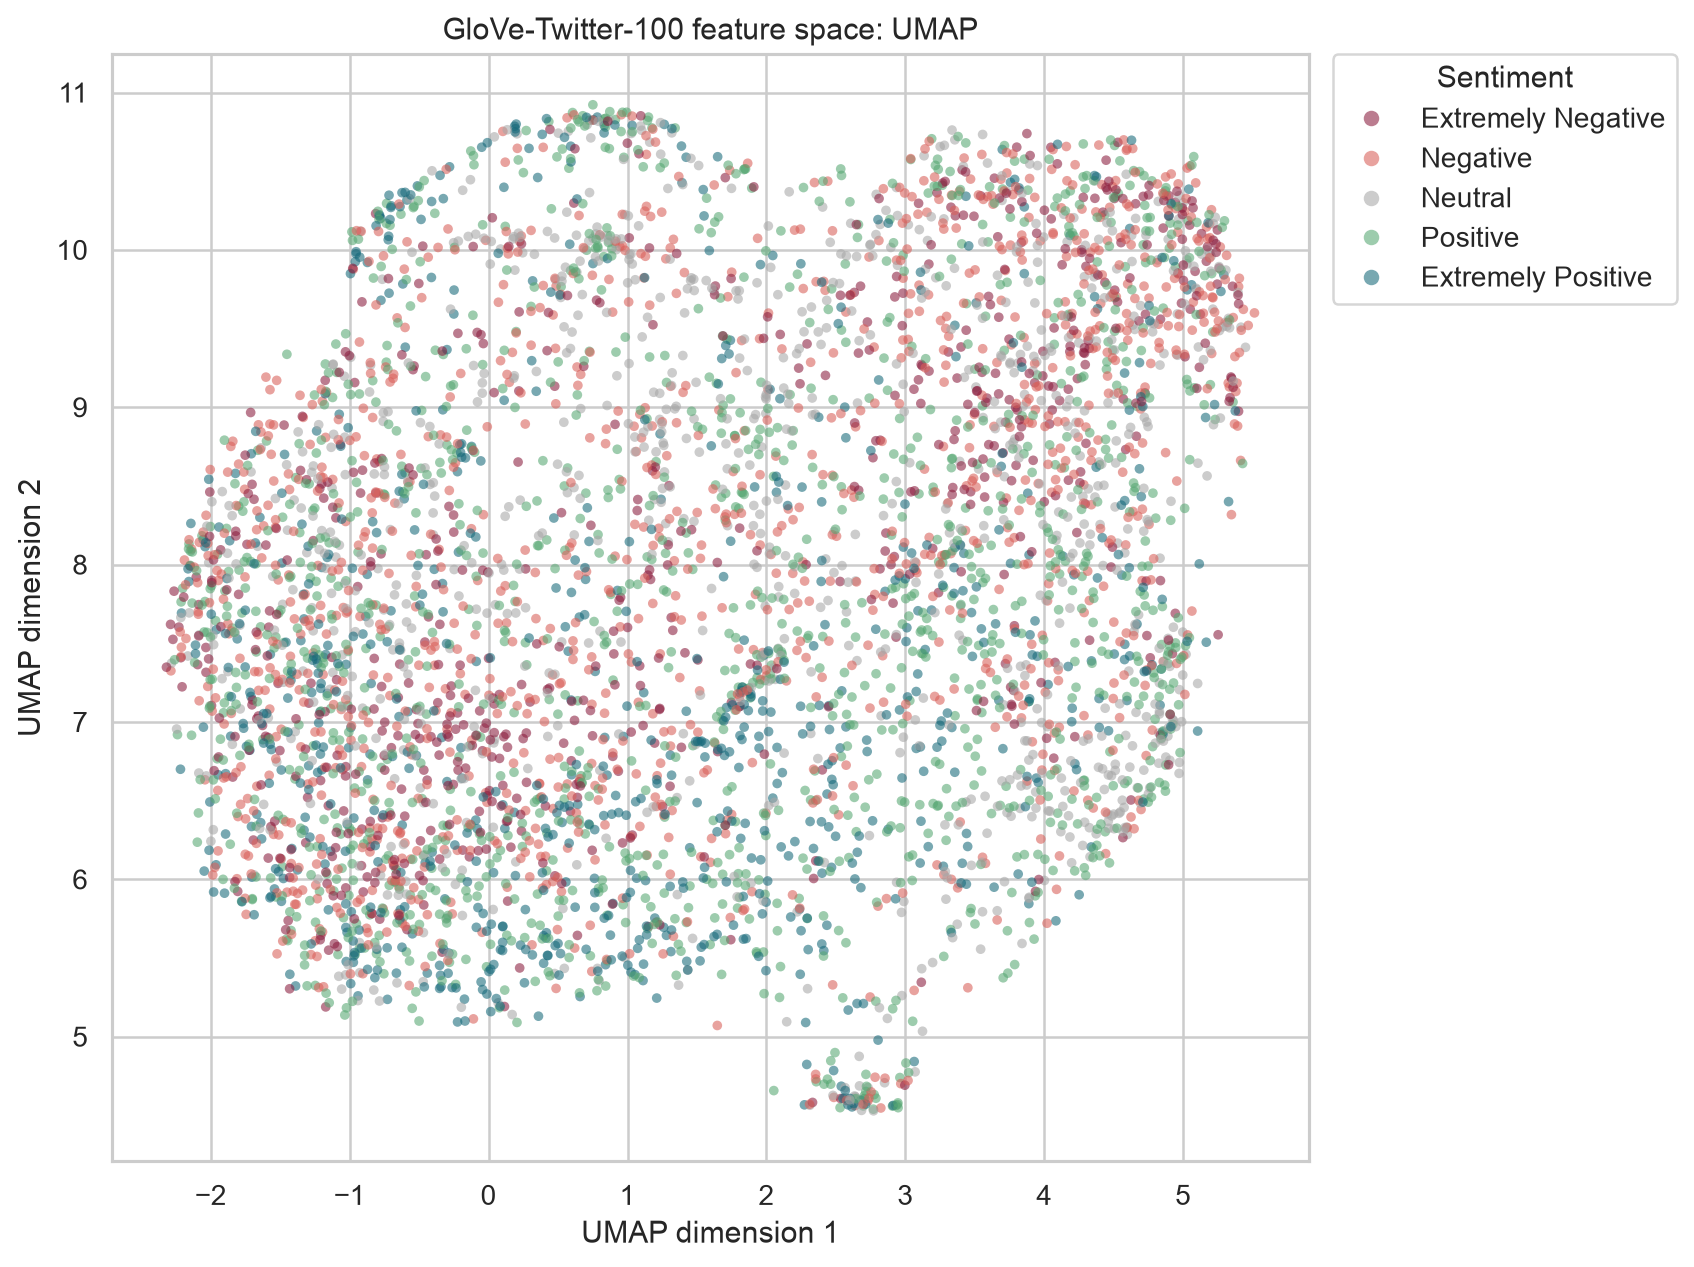 GloVe-Twitter-100 feature space: UMAP
Sentiment
Extremely Negative
Negative
Neutral
Positive
Extremely Positive
UMAP dimension 2
11
10
9
8
7
6
5
−2 −1 0 1 2 3 4 5
UMAP dimension 1